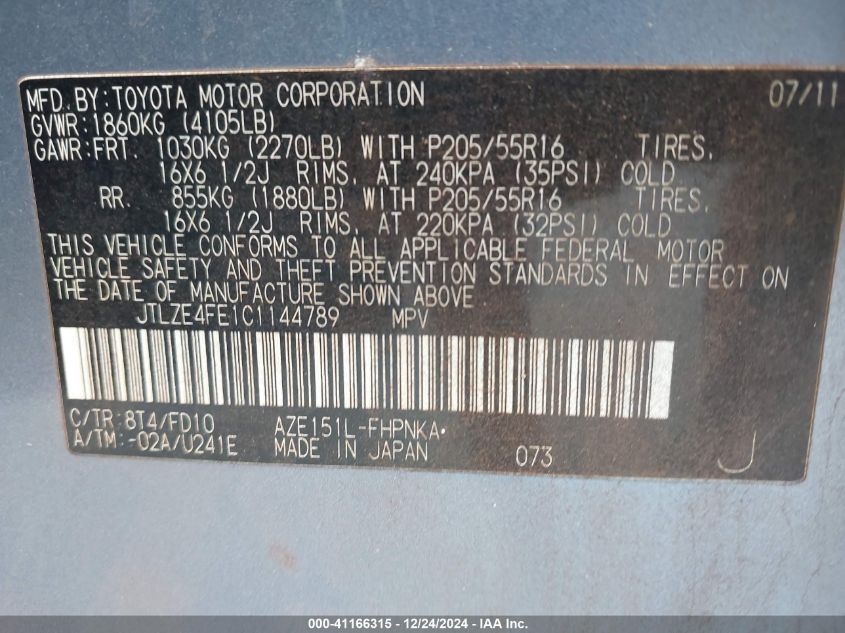 MFD. BY: TOYOTA MOTOR CORPORATION 07/11
GVWR: 1860KG (4105LB)
GAWR: FRT. 1030KG (2270LB) WITH P205/55R16 TIRES,
16X6 1/2J RIMS, AT 240KPA (35PSI) COLD
RR. 855KG (1880LB) WITH P205/55R16 TIRES,
16X6 1/2J RIMS, AT 220KPA (32PSI) COLD
THIS VEHICLE CONFORMS TO ALL APPLICABLE FEDERAL MOTOR
VEHICLE SAFETY AND THEFT PREVENTION STANDARDS IN EFFECT ON
THE DATE OF MANUFACTURE SHOWN ABOVE
JTLZE4FE1C1144789 MPV
C/TR: 8T4/FD10 AZE151L-FHPNKA•
A/TM: -02A/U241E MADE IN JAPAN 073 J
000-41166315 - 12/24/2024 - IAA Inc.